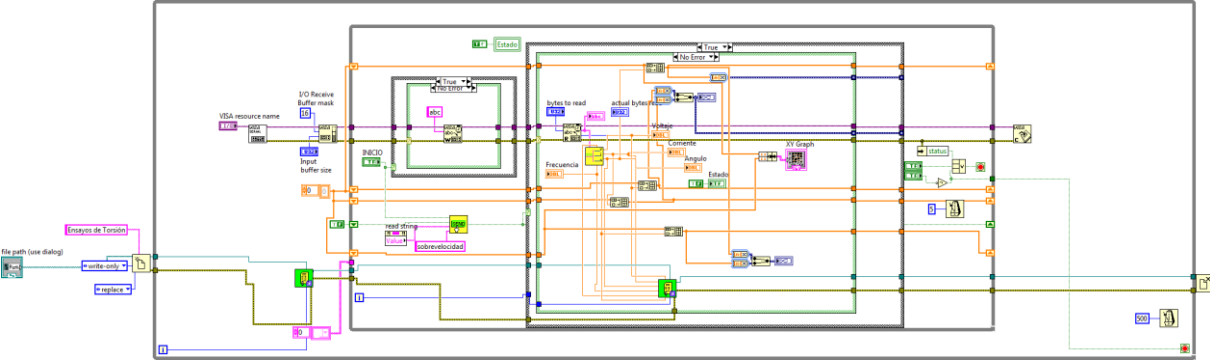 Estado
True
No Error
I/O Receive
Buffer mask
16
True
No Error
VISA resource name
abc
bytes to read
Voltaje
Corriente
XY Graph
status
INICIO
Input
buffer size
Angulo
Frecuencia
Estado
0
5
read string
Value
sobrevelocidad
Ensayos de Torsión
file path (use dialog)
write-only
replace
i
0
500
i